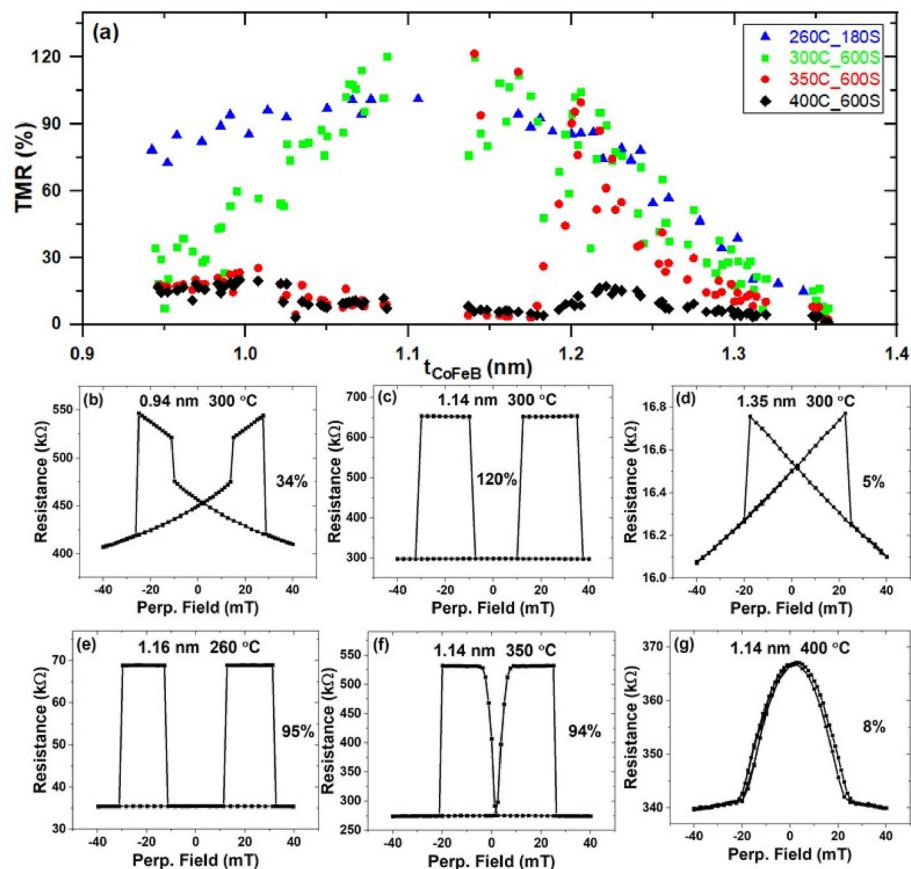 (a)
260C_180S
300C_600S
350C_600S
400C_600S
TMR (%)
120
90
60
30
0
0.9 1.0 1.1 1.2 1.3 1.4
tCoFeB (nm)
(b) 0.94 nm 300 °C
Resistance (kΩ)
550
500
450
400
34%
-40 -20 0 20 40
Perp. Field (mT)
(c) 1.14 nm 300 °C
Resistance (kΩ)
700
600
500
400
300
120%
-40 -20 0 20 40
Perp. Field (mT)
(d) 1.35 nm 300 °C
Resistance (kΩ)
16.8
16.6
16.4
16.2
16.0
5%
-40 -20 0 20 40
Perp. Field (mT)
(e) 1.16 nm 260 °C
Resistance (kΩ)
75
65
55
45
35
95%
-40 -20 0 20 40
Perp. Field (mT)
(f) 1.14 nm 350 °C
Resistance (kΩ)
550
500
450
400
350
300
250
94%
-40 -20 0 20 40
Perp. Field (mT)
(g) 1.14 nm 400 °C
Resistance (kΩ)
370
360
350
340
8%
-40 -20 0 20 40
Perp. Field (mT)